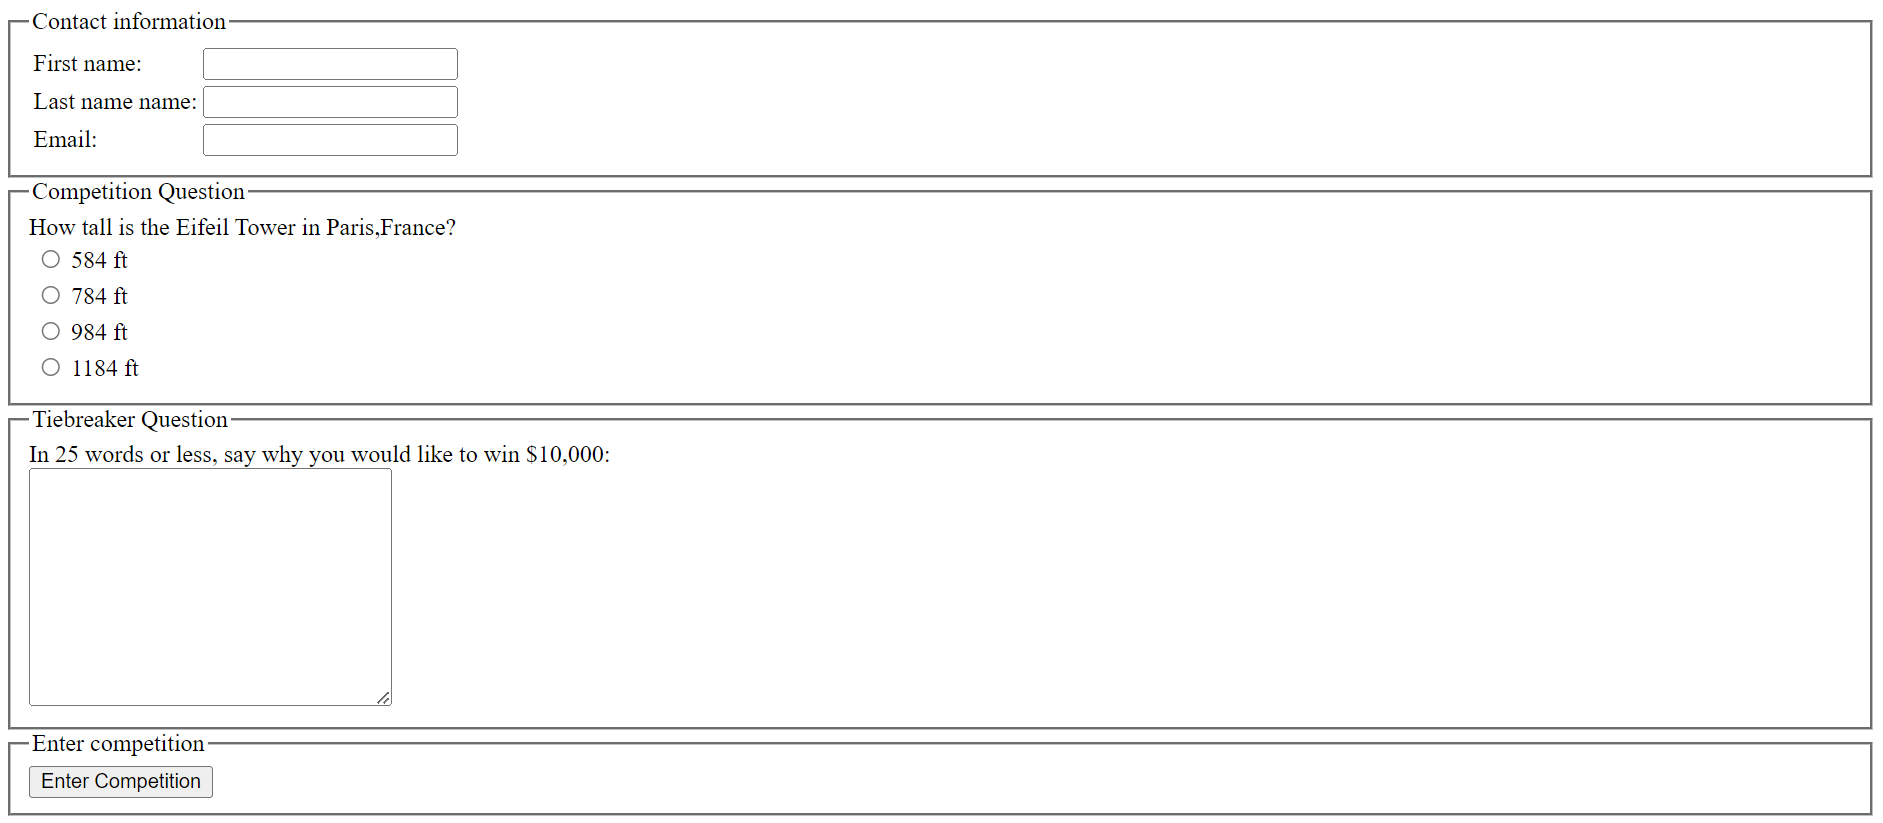 Contact information
First name:
Last name name:
Email:
Competition Question
How tall is the Eifeil Tower in Paris,France?
584 ft
784 ft
984 ft
1184 ft
Tiebreaker Question
In 25 words or less, say why you would like to win $10,000:
Enter competition
Enter Competition